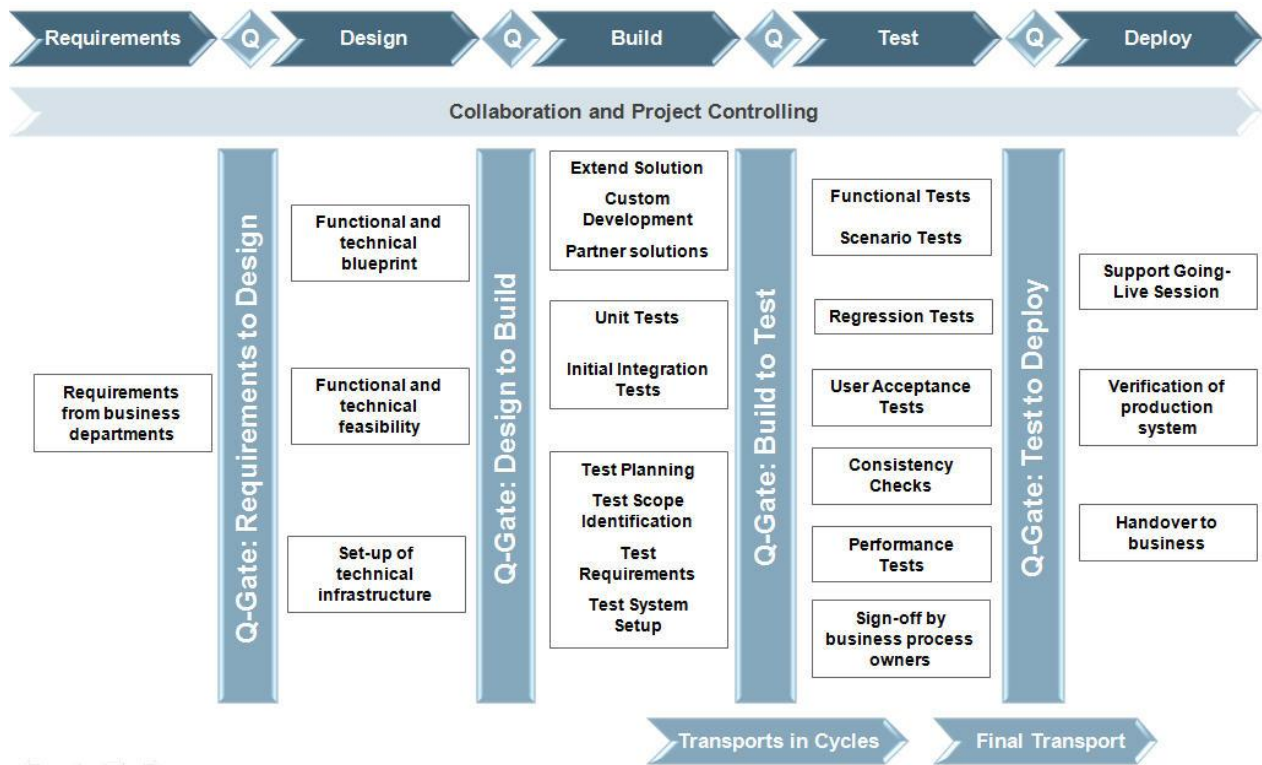 Requirements
Q
Design
Q
Build
Q
Test
Q
Deploy
Collaboration and Project Controlling
Requirements
from business
departments
Q-Gate: Requirements to Design
Functional and
technical
blueprint
Functional and
technical
feasibility
Set-up of
technical
infrastructure
Q-Gate: Design to Build
Extend Solution
Custom
Development
Partner solutions
Unit Tests
Initial Integration
Tests
Test Planning
Test Scope
Identification
Test
Requirements
Test System
Setup
Q-Gate: Build to Test
Functional Tests
Scenario Tests
Regression Tests
User Acceptance
Tests
Consistency
Checks
Performance
Tests
Sign-off by
business process
owners
Q-Gate: Test to Deploy
Support Going-
Live Session
Verification of
production
system
Handover to
business
Transports in Cycles
Final Transport